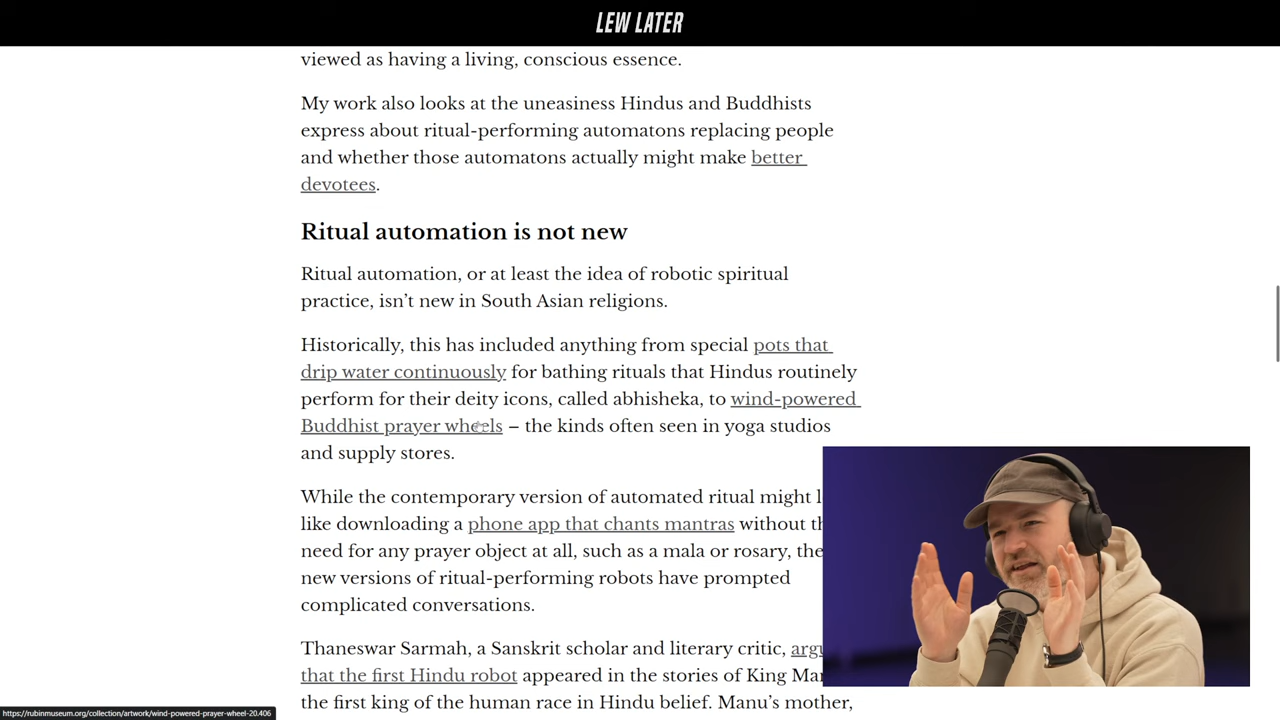 LEW LATER
viewed as having a living, conscious essence.
My work also looks at the uneasiness Hindus and Buddhists
express about ritual-performing automatons replacing people
and whether those automatons actually might make better
devotees.
Ritual automation is not new
Ritual automation, or at least the idea of robotic spiritual
practice, isn’t new in South Asian religions.
Historically, this has included anything from special pots that
drip water continuously for bathing rituals that Hindus routinely
perform for their deity icons, called abhisheka, to wind-powered
Buddhist prayer wheels – the kinds often seen in yoga studios
and supply stores.
While the contemporary version of automated ritual might
like downloading a phone app that chants mantras without
need for any prayer object at all, such as a mala or rosary,
new versions of ritual-performing robots have prompted
complicated conversations.
Thaneswar Sarmah, a Sanskrit scholar and literary critic,
that the first Hindu robot appeared in the stories of King
the first king of the human race in Hindu belief. Manu’s mother,
https://rubinmuseum.org/collection/artwork/wind-powered-prayer-wheel-20.406